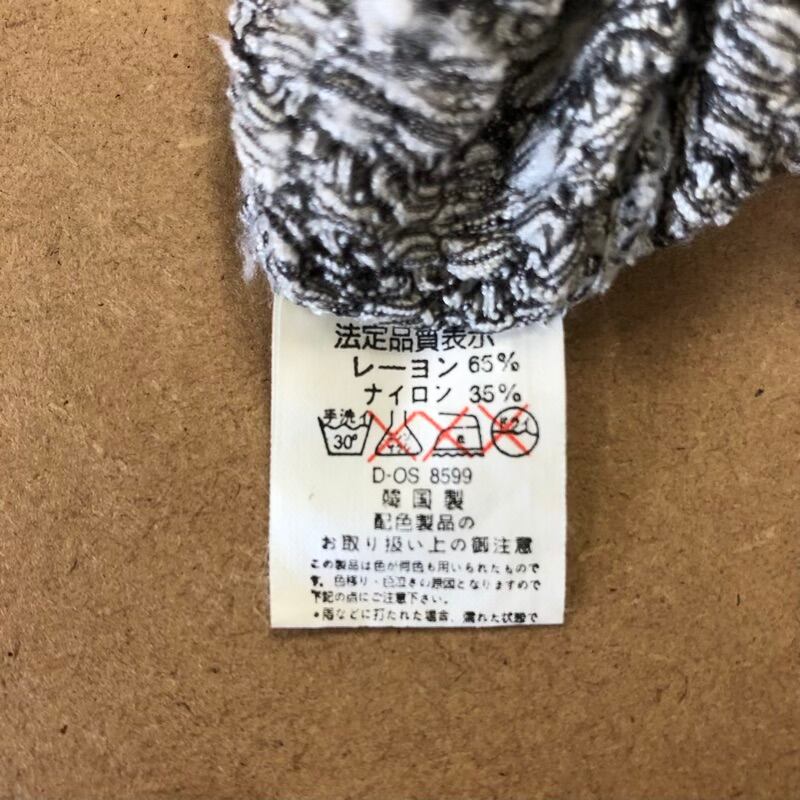 法定品質表示
レーヨン 65%
ナイロン 35%
手洗イ
30°
D-OS 8599
韓国製
配色製品の
お取り扱い上の御注意
この製品は色が何色も用いられたもので
す。色移り・色泣きの原因となりますので
下記の点にご注意下さい。
•雨などに打たれた場合、濡れた状態で